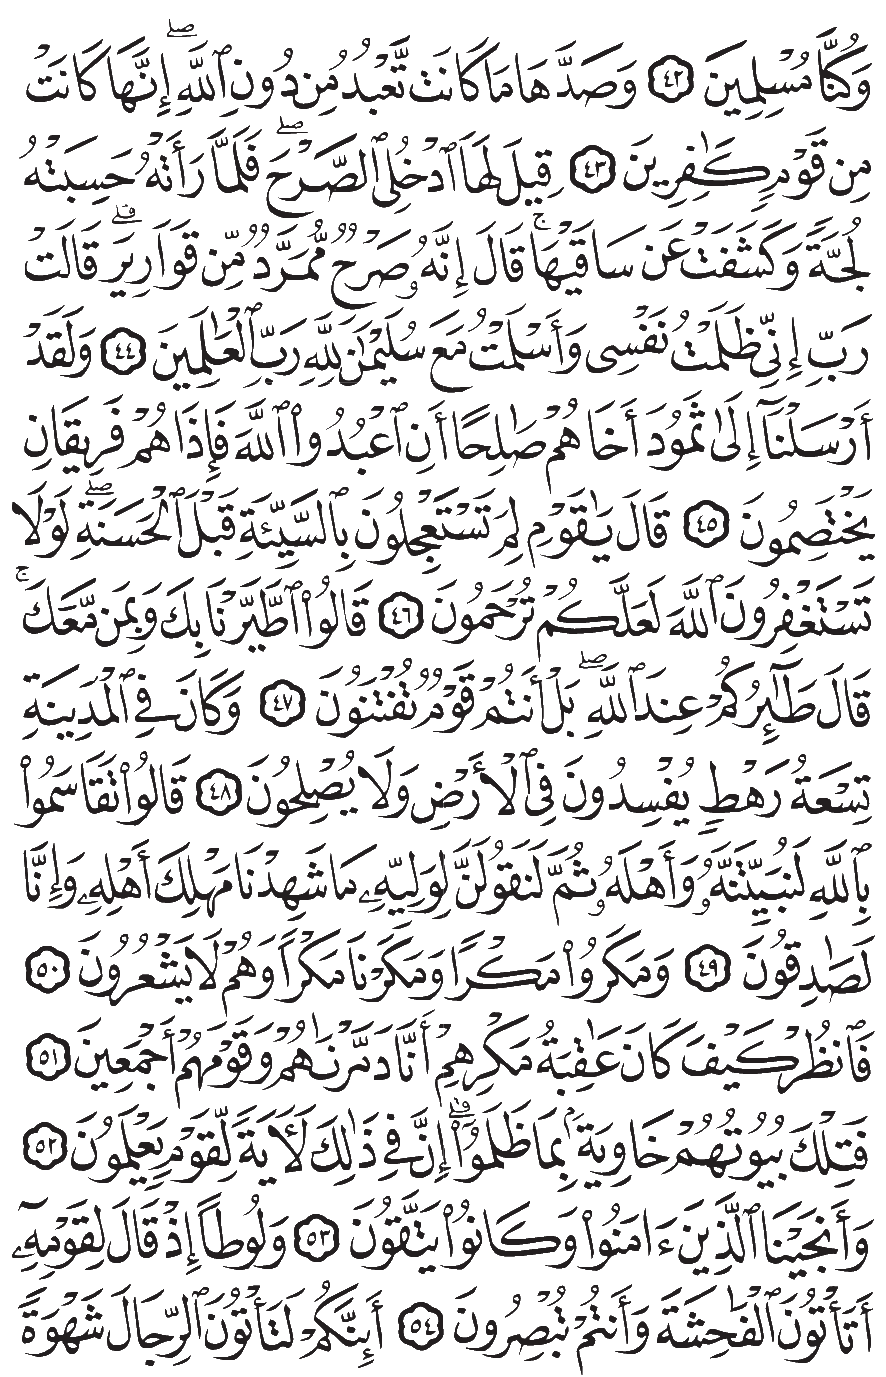 وَكُنَّا مُسْلِمِينَ ٤٢ وَصَدَّهَا مَا كَانَت تَّعْبُدُ مِن دُونِ ٱللَّهِۖ إِنَّهَا كَانَتْ
مِن قَوْمٖ كَٰفِرِينَ ٤٣ قِيلَ لَهَا ٱدْخُلِى ٱلصَّرْحَۖ فَلَمَّا رَأَتْهُ حَسِبَتْهُ
لُجَّةً وَكَشَفَتْ عَن سَاقَيْهَاۚ قَالَ إِنَّهُۥ صَرْحٌ مُّمَرَّدٌ مِّن قَوَارِيرَۗ قَالَتْ
رَبِّ إِنِّى ظَلَمْتُ نَفْسِى وَأَسْلَمْتُ مَعَ سُلَيْمَٰنَ لِلَّهِ رَبِّ ٱلْعَٰلَمِينَ ٤٤ وَلَقَدْ
أَرْسَلْنَآ إِلَىٰ ثَمُودَ أَخَاهُمْ صَٰلِحًا أَنِ ٱعْبُدُوا۟ ٱللَّهَ فَإِذَا هُمْ فَرِيقَانِ
يَخْتَصِمُونَ ٤٥ قَالَ يَٰقَوْمِ لِمَ تَسْتَعْجِلُونَ بِٱلسَّيِّئَةِ قَبْلَ ٱلْحَسَنَةِۖ لَوْلَا
تَسْتَغْفِرُونَ ٱللَّهَ لَعَلَّكُمْ تُرْحَمُونَ ٤٦ قَالُوا۟ ٱطَّيَّرْنَا بِكَ وَبِمَن مَّعَكَۚ
قَالَ طَٰٓئِرُكُمْ عِندَ ٱللَّهِۖ بَلْ أَنتُمْ قَوْمٌ تُفْتَنُونَ ٤٧ وَكَانَ فِى ٱلْمَدِينَةِ
تِسْعَةُ رَهْطٍ يُفْسِدُونَ فِى ٱلْأَرْضِ وَلَا يُصْلِحُونَ ٤٨ قَالُوا۟ تَقَاسَمُوا۟
بِٱللَّهِ لَنُبَيِّتَنَّهُۥ وَأَهْلَهُۥ ثُمَّ لَنَقُولَنَّ لِوَلِيِّهِۦ مَا شَهِدْنَا مَهْلِكَ أَهْلِهِۦ وَإِنَّا
لَصَٰدِقُونَ ٤٩ وَمَكَرُوا۟ مَكْرًا وَمَكَرْنَا مَكْرًا وَهُمْ لَا يَشْعُرُونَ ٥٠
فَٱنظُرْ كَيْفَ كَانَ عَٰقِبَةُ مَكْرِهِمْ أَنَّا دَمَّرْنَٰهُمْ وَقَوْمَهُمْ أَجْمَعِينَ ٥١
فَتِلْكَ بُيُوتُهُمْ خَاوِيَةًۢ بِمَا ظَلَمُوٓا۟ۗ إِنَّ فِى ذَٰلِكَ لَءَايَةً لِّقَوْمٍ يَعْلَمُونَ ٥٢
وَأَنجَيْنَا ٱلَّذِينَ ءَامَنُوا۟ وَكَانُوا۟ يَتَّقُونَ ٥٣ وَلُوطًا إِذْ قَالَ لِقَوْمِهِۦٓ
أَتَأْتُونَ ٱلْفَٰحِشَةَ وَأَنتُمْ تُبْصِرُونَ ٥٤ أَئِنَّكُمْ لَتَأْتُونَ ٱلرِّجَالَ شَهْوَةً